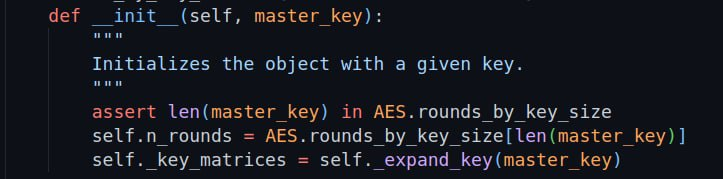 def __init__(self, master_key):
"""
Initializes the object with a given key.
"""
assert len(master_key) in AES.rounds_by_key_size
self.n_rounds = AES.rounds_by_key_size[len(master_key)]
self._key_matrices = self._expand_key(master_key)